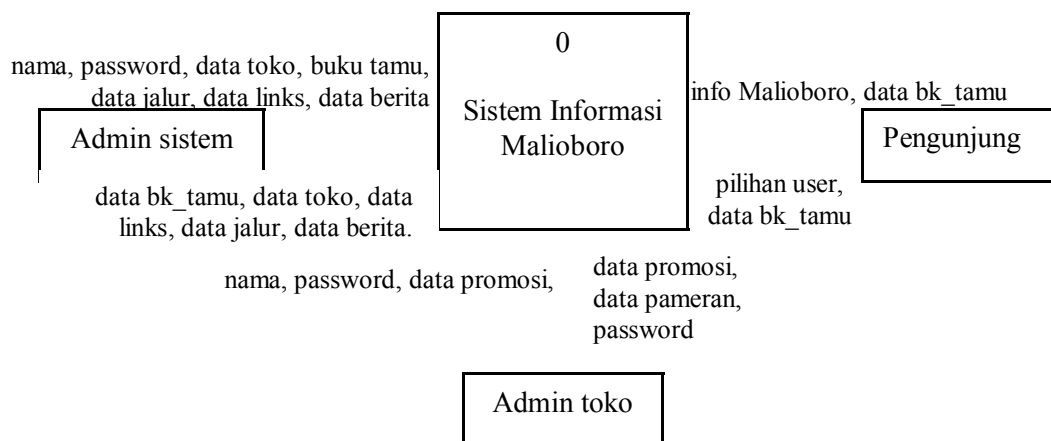 0
Sistem Informasi
Malioboro
nama, password, data toko, buku tamu,
data jalur, data links, data berita
Admin sistem
data bk_tamu, data toko, data
links, data jalur, data berita.
info Malioboro, data bk_tamu
Pengunjung
pilihan user,
data bk_tamu
nama, password, data promosi,
data promosi,
data pameran,
password
Admin toko